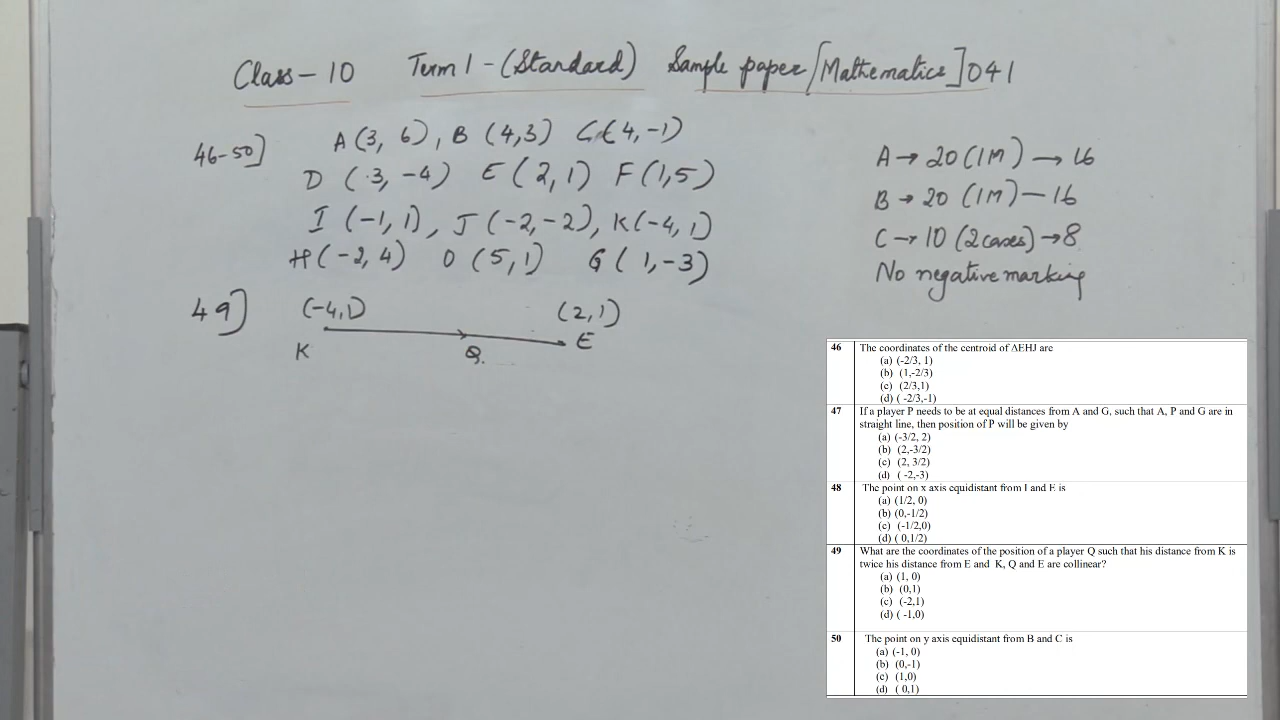 Class - 10 Term 1 - (Standard) Sample paper [Mathematics] 041
46-50] A (3, 6), B (4,3) C (4, -1)
D (3, -4) E (2, 1) F (1,5)
I (-1, 1), J (-2, -2), K (-4, 1)
H (-2, 4) O (5, 1) G (1, -3)
49] (-4,1) (2,1)
K Q. E
A → 20 (1M) → 16
B → 20 (1M) — 16
C → 10 (2 cases) → 8
No negative marking
46 The coordinates of the centroid of ΔEHJ are
(a) (-2/3, 1)
(b) (1,-2/3)
(c) (2/3,1)
(d) ( -2/3,-1)
47 If a player P needs to be at equal distances from A and G, such that A, P and G are in
straight line, then position of P will be given by
(a) (-3/2, 2)
(b) (2,-3/2)
(c) (2, 3/2)
(d) ( -2,-3)
48 The point on x axis equidistant from I and E is
(a) (1/2, 0)
(b) (0,-1/2)
(c) (-1/2,0)
(d) ( 0,1/2)
49 What are the coordinates of the position of a player Q such that his distance from K is
twice his distance from E and K, Q and E are collinear?
(a) (1, 0)
(b) (0,1)
(c) (-2,1)
(d) ( -1,0)
50 The point on y axis equidistant from B and C is
(a) (-1, 0)
(b) (0,-1)
(c) (1,0)
(d) ( 0,1)